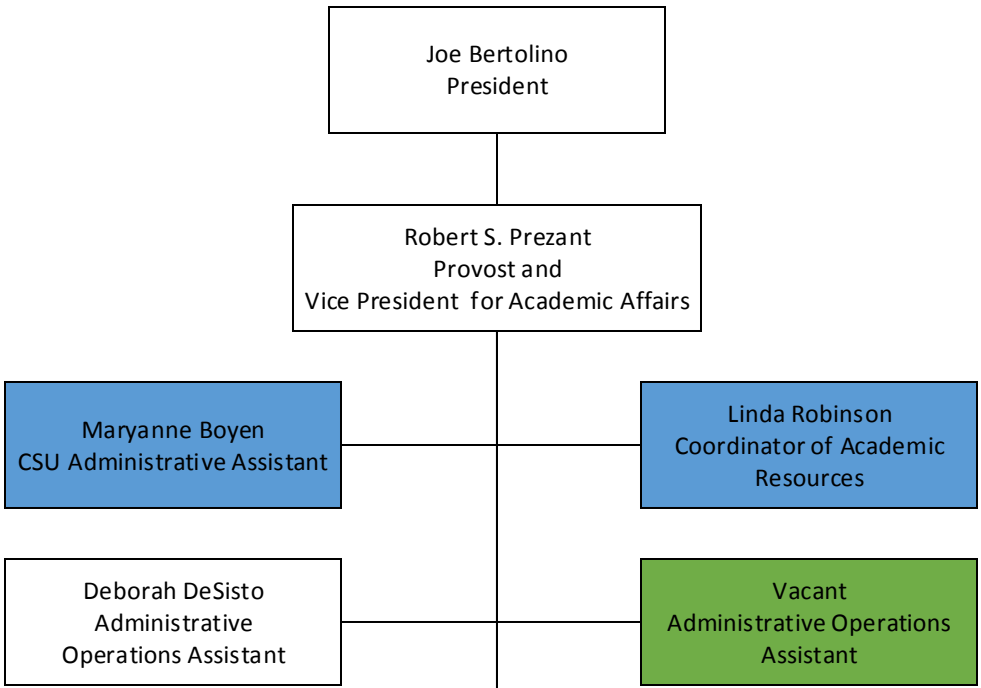 Joe Bertolino
President
Robert S. Prezant
Provost and
Vice President for Academic Affairs
Maryanne Boyen
CSU Administrative Assistant
Linda Robinson
Coordinator of Academic
Resources
Deborah DeSisto
Administrative
Operations Assistant
Vacant
Administrative Operations
Assistant